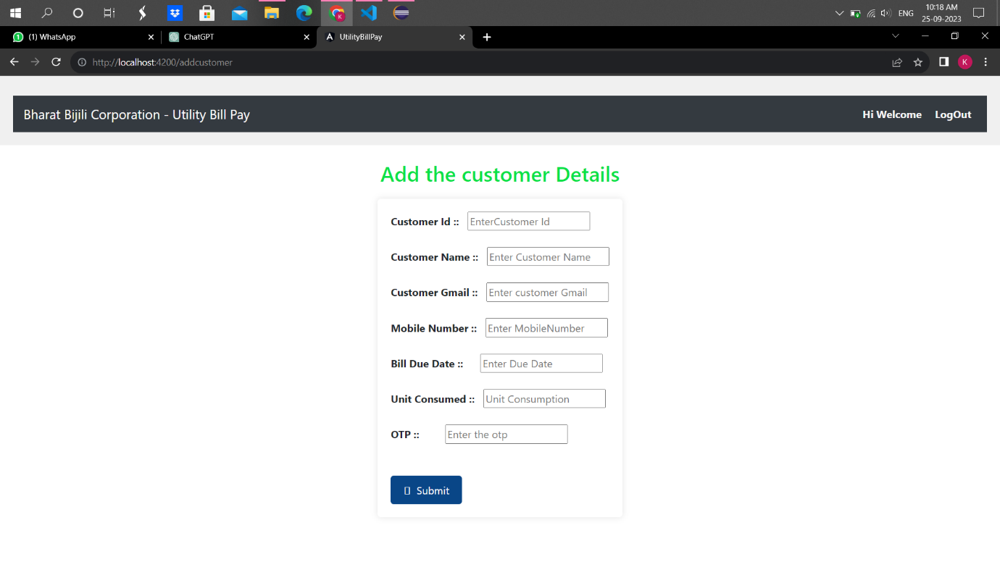 ENG
10:18 AM
25-09-2023
1 (1) WhatsApp
ChatGPT
A UtilityBillPay
http://localhost:4200/addcustomer
K
Bharat Bijili Corporation - Utility Bill Pay
Hi Welcome LogOut
Add the customer Details
Customer Id :: EnterCustomer Id
Customer Name :: Enter Customer Name
Customer Gmail :: Enter customer Gmail
Mobile Number :: Enter MobileNumber
Bill Due Date :: Enter Due Date
Unit Consumed :: Unit Consumption
OTP :: Enter the otp
Submit